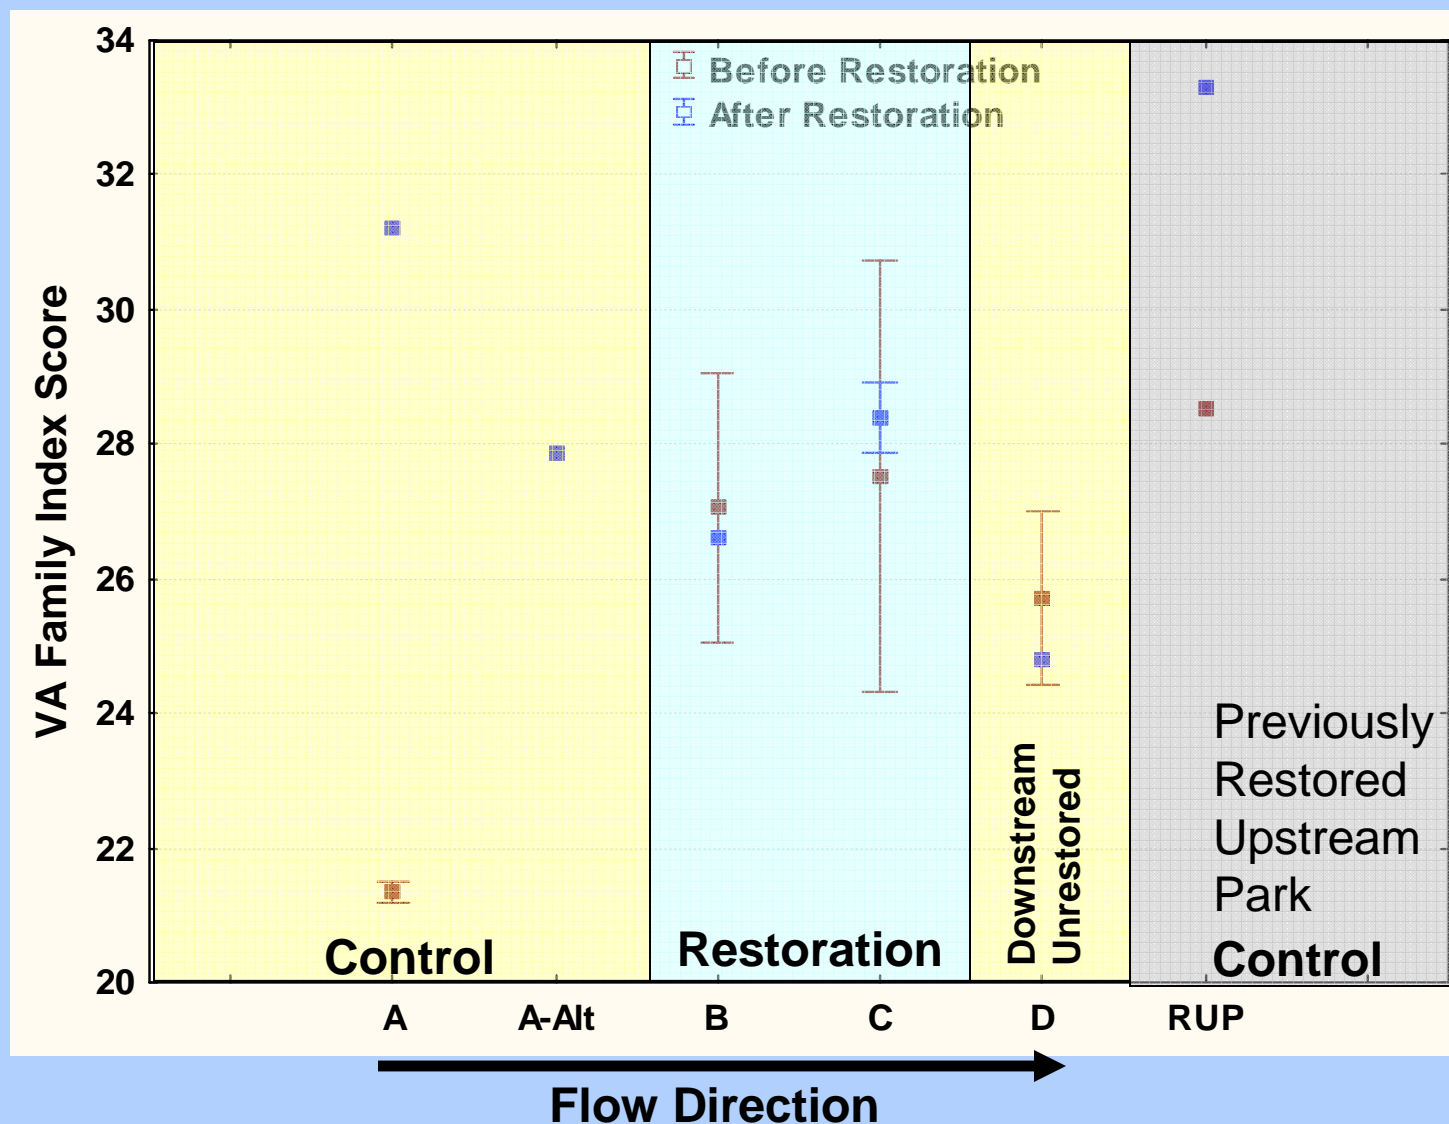 34
32
30
28
26
24
22
20
VA Family Index Score
Before Restoration
After Restoration
Control
Restoration
Downstream
Unrestored
Previously
Restored
Upstream
Park
Control
A
A-Alt
B
C
D
RUP
Flow Direction